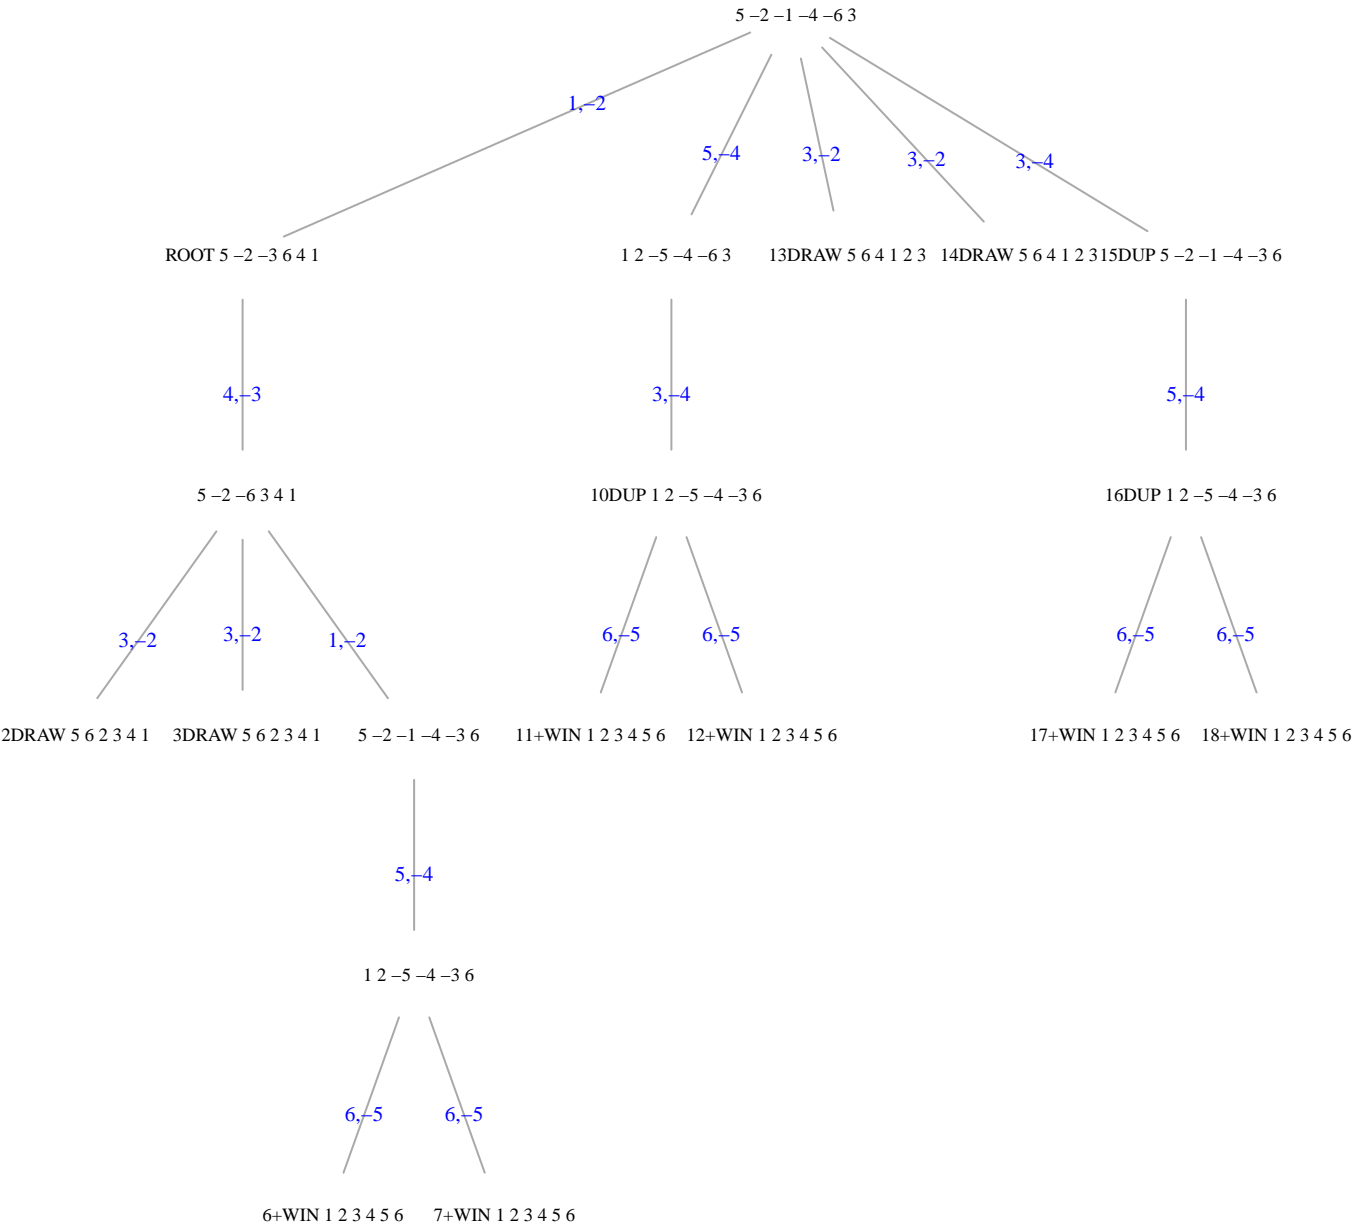 5 –2 –1 –4 –6 3
1,–2
5,–4
3,–2
3,–2
3,–4
ROOT 5 –2 –3 6 4 1
1 2 –5 –4 –6 3
13DRAW 5 6 4 1 2 3
14DRAW 5 6 4 1 2 3
15DUP 5 –2 –1 –4 –3 6
4,–3
3,–4
5,–4
5 –2 –6 3 4 1
10DUP 1 2 –5 –4 –3 6
16DUP 1 2 –5 –4 –3 6
3,–2
3,–2
1,–2
6,–5
6,–5
6,–5
6,–5
2DRAW 5 6 2 3 4 1
3DRAW 5 6 2 3 4 1
5 –2 –1 –4 –3 6
11+WIN 1 2 3 4 5 6
12+WIN 1 2 3 4 5 6
17+WIN 1 2 3 4 5 6
18+WIN 1 2 3 4 5 6
5,–4
1 2 –5 –4 –3 6
6,–5
6,–5
6+WIN 1 2 3 4 5 6
7+WIN 1 2 3 4 5 6